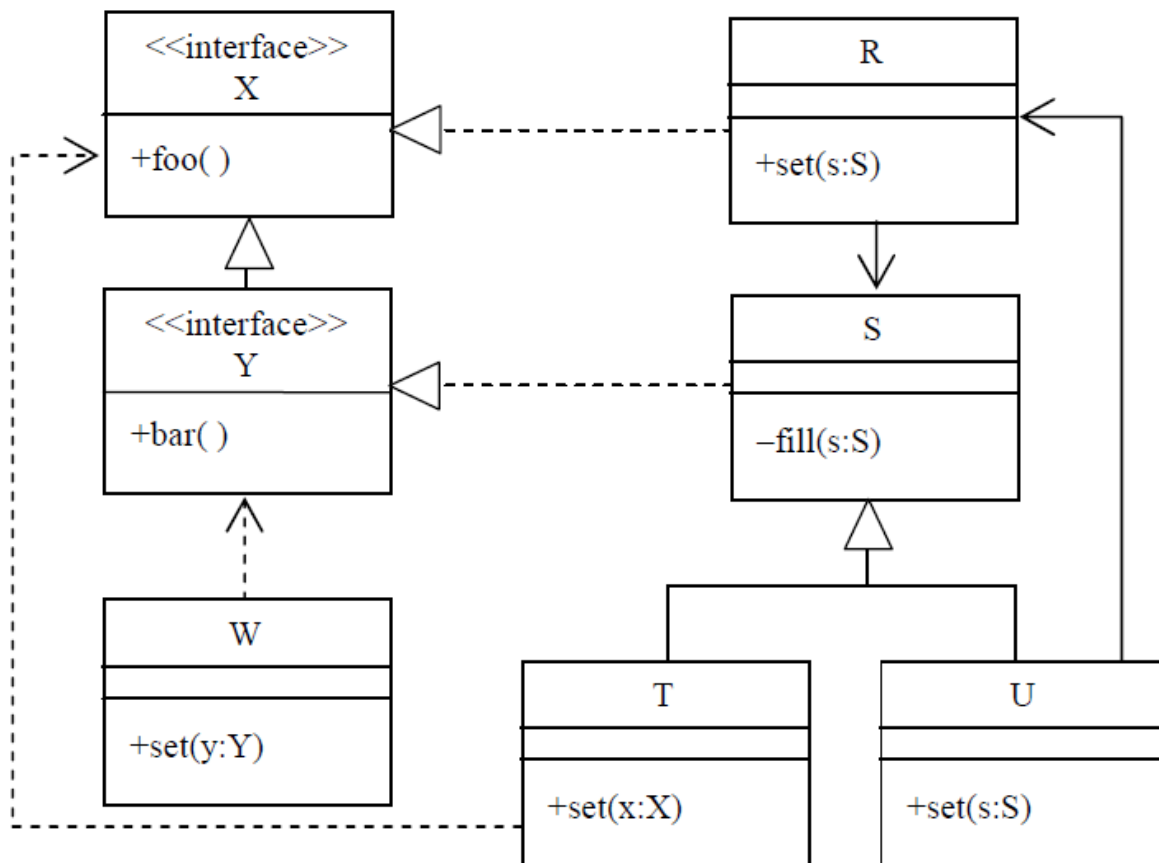 <<interface>>
X
+foo( )
R
+set(s:S)
<<interface>>
Y
+bar( )
S
–fill(s:S)
W
+set(y:Y)
T
+set(x:X)
U
+set(s:S)